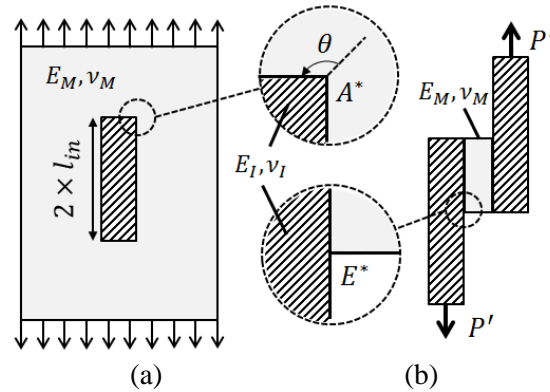 E_M, ν_M
2 × l_in
θ
A*
E_I, ν_I
E*
P'
E_M, ν_M
P'
(a)
(b)